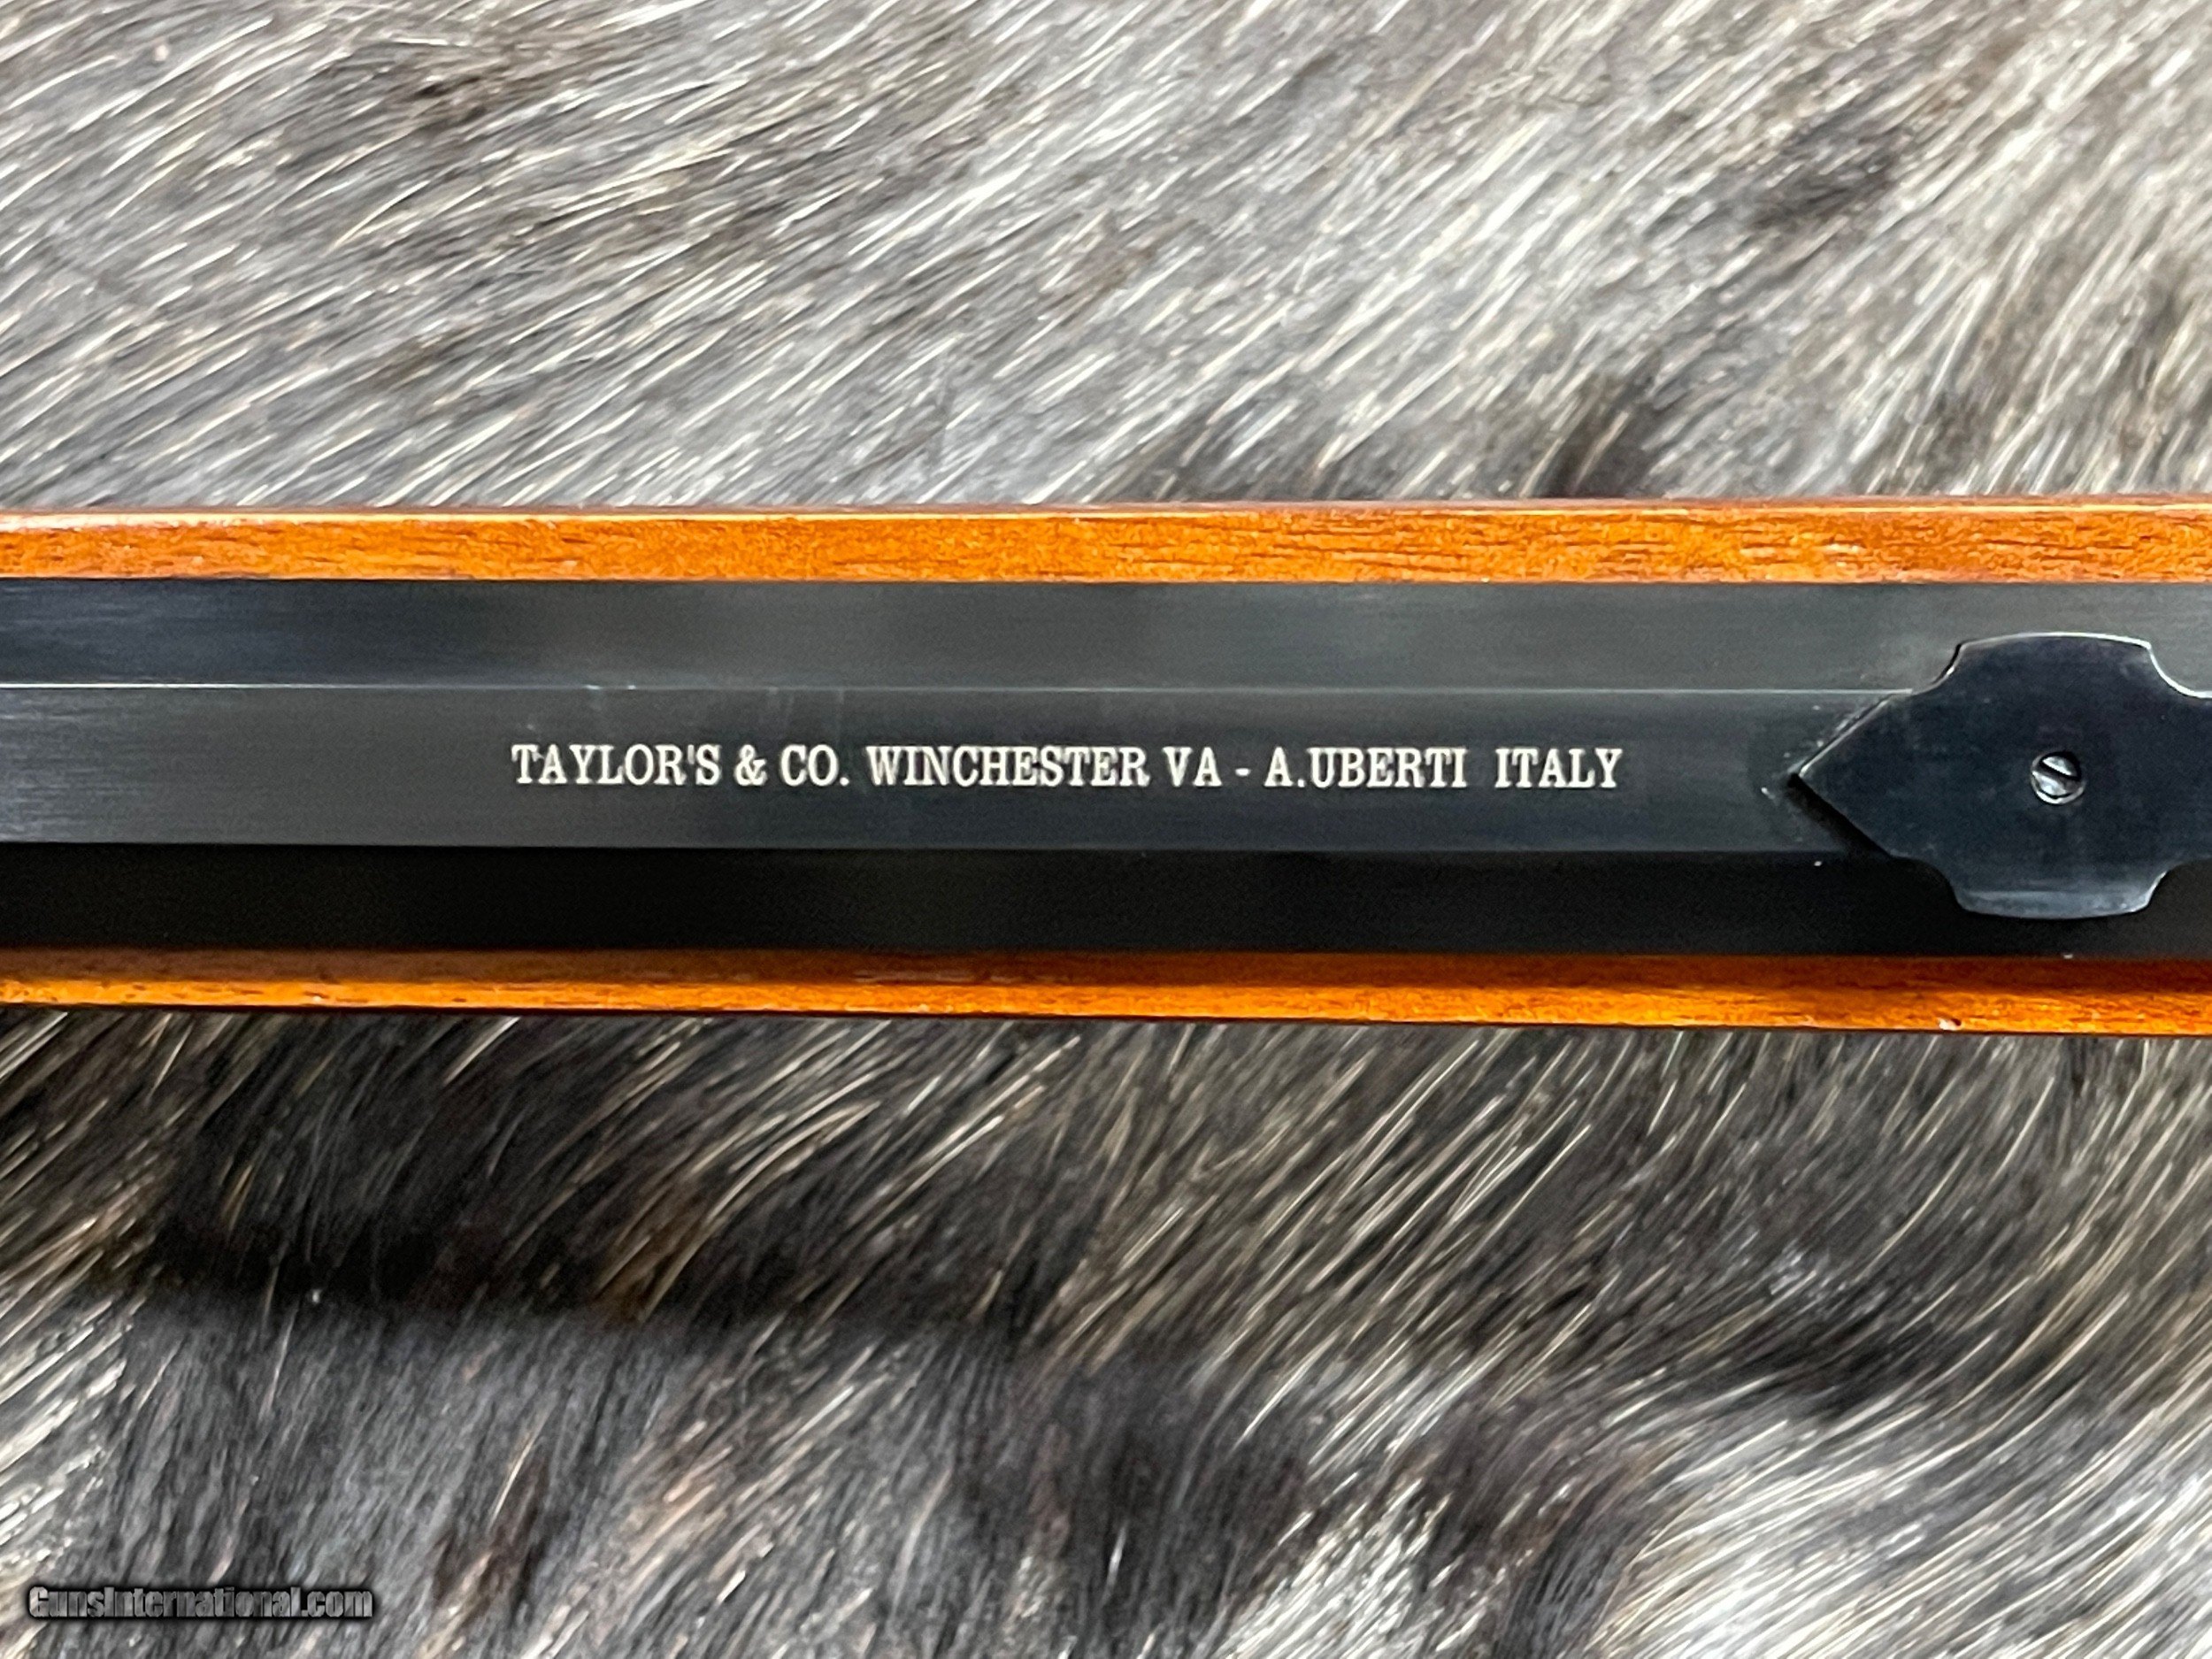 TAYLOR'S & CO. WINCHESTER VA - A.UBERTI ITALY
GunsInternational.com